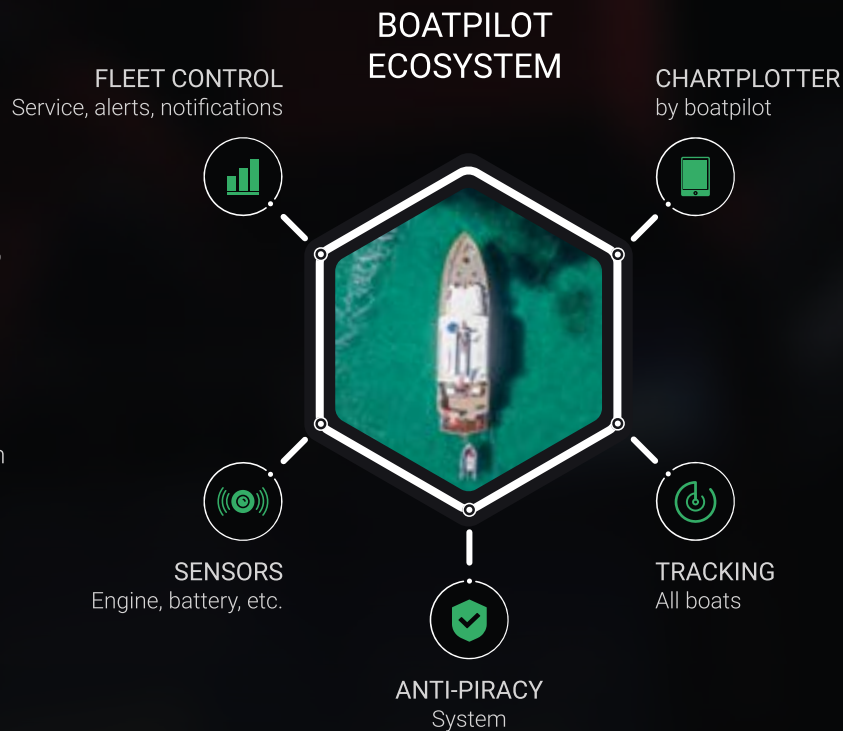 BOATPILOT
ECOSYSTEM
FLEET CONTROL
Service, alerts, notifications
CHARTPLOTTER
by boatpilot
SENSORS
Engine, battery, etc.
TRACKING
All boats
ANTI-PIRACY
System